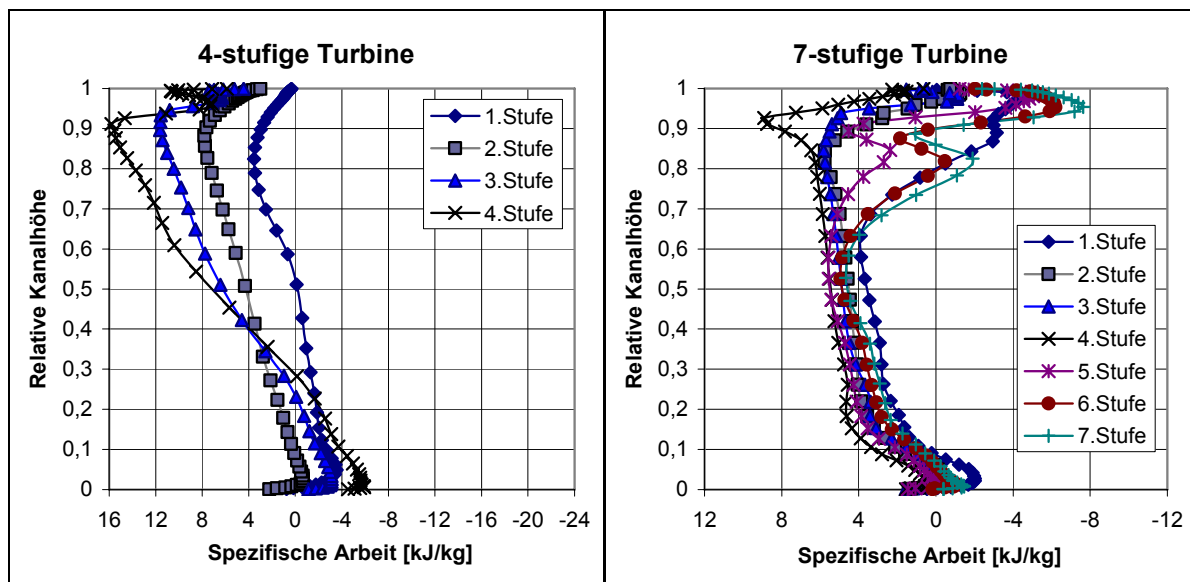 4-stufige Turbine
1
0,9
0,8
0,7
0,6
0,5
0,4
0,3
0,2
0,1
0
Relative Kanalhöhe
1.Stufe
2.Stufe
3.Stufe
4.Stufe
16 12 8 4 0 -4 -8 -12 -16 -20 -24
Spezifische Arbeit [kJ/kg]
7-stufige Turbine
1
0,9
0,8
0,7
0,6
0,5
0,4
0,3
0,2
0,1
0
Relative Kanalhöhe
1.Stufe
2.Stufe
3.Stufe
4.Stufe
5.Stufe
6.Stufe
7.Stufe
12 8 4 0 -4 -8 -12
Spezifische Arbeit [kJ/kg]